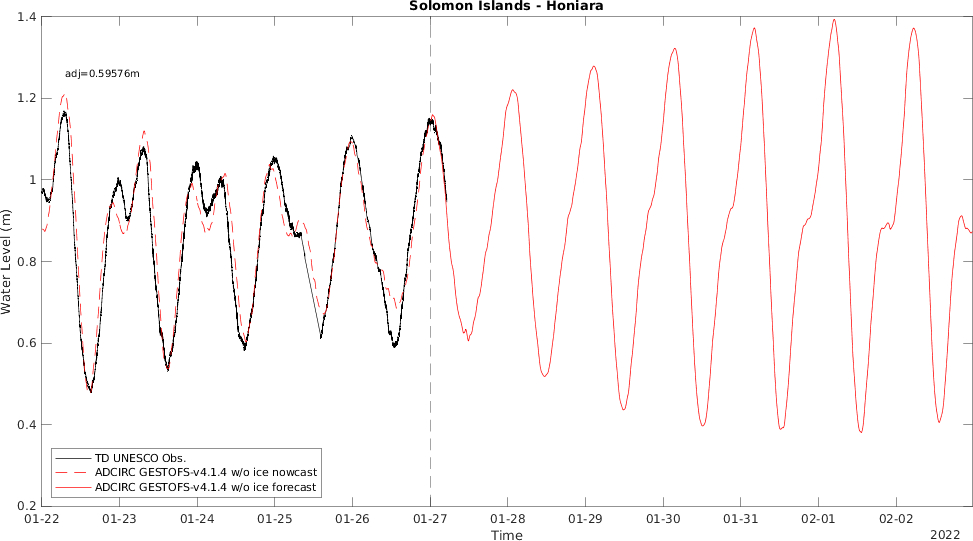 Solomon Islands - Honiara
1.4
adj=0.59576m
1.2
1
0.8
0.6
0.4
0.2
Water Level (m)
TD UNESCO Obs.
ADCIRC GESTOFS-v4.1.4 w/o ice nowcast
ADCIRC GESTOFS-v4.1.4 w/o ice forecast
01-22 01-23 01-24 01-25 01-26 01-27 01-28 01-29 01-30 01-31 02-01 02-02
Time
2022